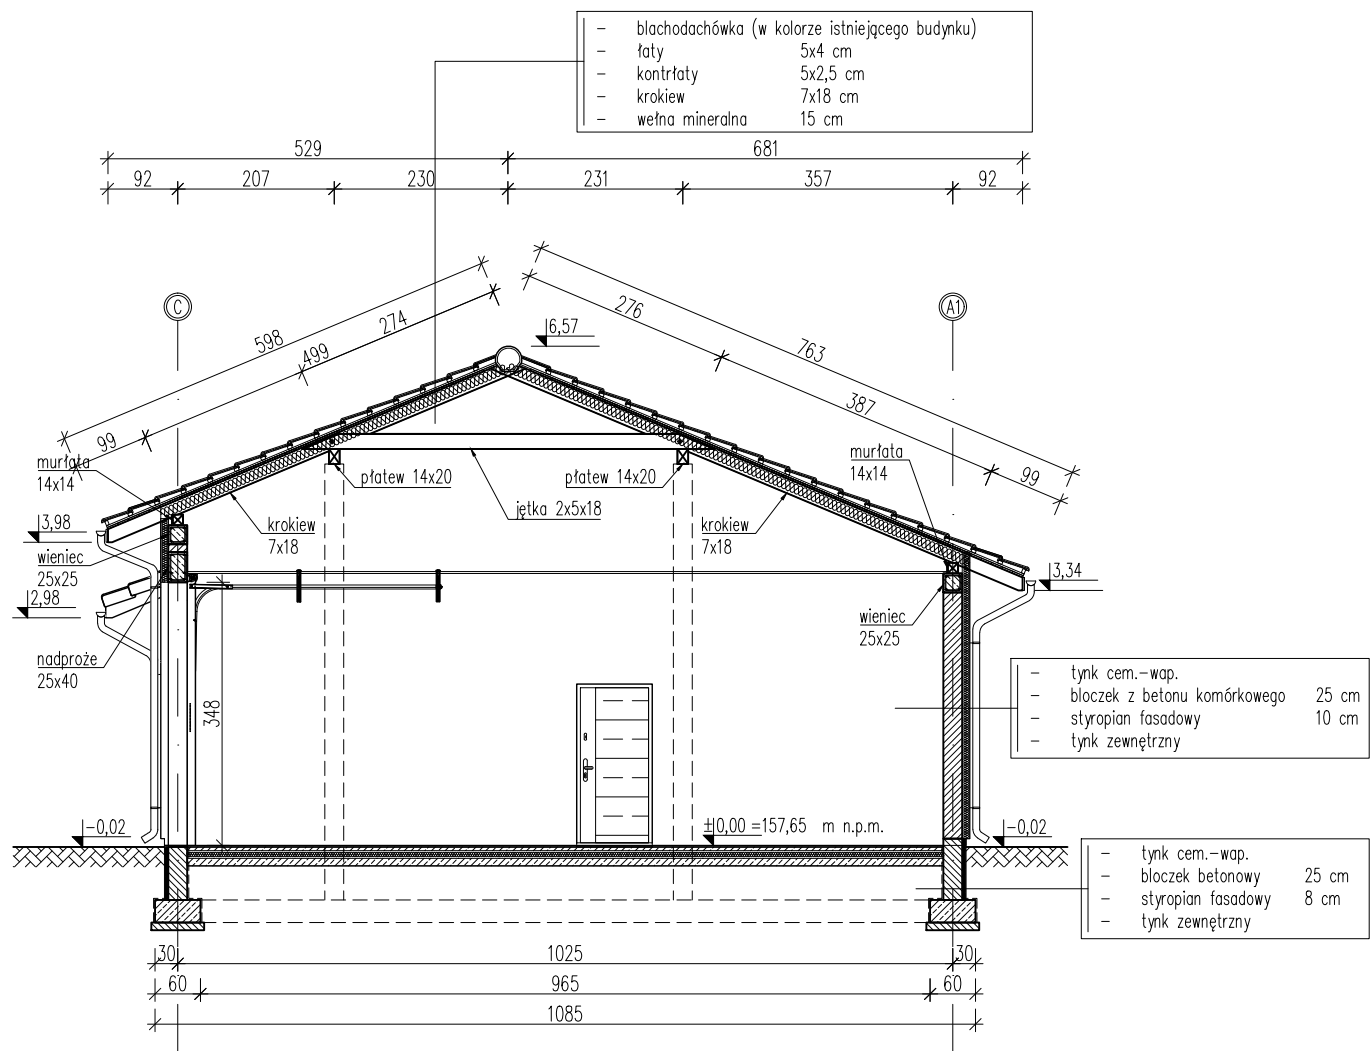 - blachodachówka (w kolorze istniejącego budynku)
- łaty 5x4 cm
- kontrłaty 5x2,5 cm
- krokiew 7x18 cm
- wełna mineralna 15 cm
529 681
92 207 230 231 357 92
C A1
598
499 274
99
276 763
387
99
6,57
murłata
14x14
murłata
14x14
płatew 14x20
płatew 14x20
jętka 2x5x18
krokiew
7x18
krokiew
7x18
3,98
wieniec
25x25
2,98
3,34
wieniec
25x25
nadproże
25x40
348
- tynk cem.-wap.
- bloczek z betonu komórkowego 25 cm
- styropian fasadowy 10 cm
- tynk zewnętrzny
-0,02
±0,00 =157,65 m n.p.m.
-0,02
- tynk cem.-wap.
- bloczek betonowy 25 cm
- styropian fasadowy 8 cm
- tynk zewnętrzny
30 1025 30
60 965 60
1085